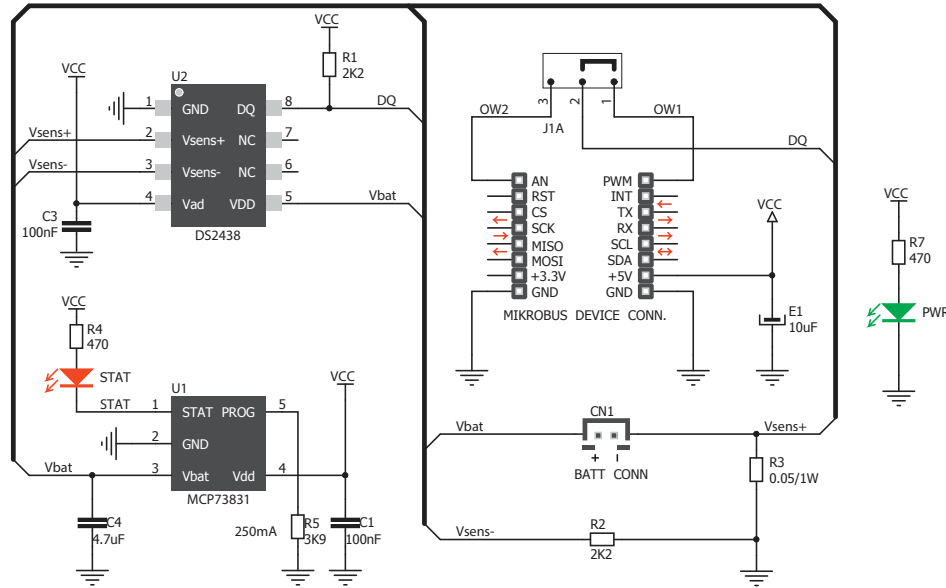 VCC
R1
2K2
VCC
U2
1 GND DQ 8 DQ
Vsens+ 2 Vsens+ NC 7
Vsens- 3 Vsens- NC 6
4 Vad VDD 5 Vbat
C3
100nF
DS2438
OW2 3 2 1 OW1
J1A
DQ
AN PWM
RST INT
CS TX
SCK RX
MISO SCL
MOSI SDA
+3.3V +5V
GND GND
MIKROBUS DEVICE CONN.
VCC
E1
10uF
VCC
R7
470
PWR
VCC
R4
470
STAT
U1
VCC
STAT 1 STAT PROG 5
2 GND
Vbat 3 Vbat Vdd 4
MCP73831
C4
4.7uF
250mA
R5
3K9
C1
100nF
CN1
Vbat Vsens+
+ -
BATT CONN
R3
0.05/1W
Vsens- R2
2K2